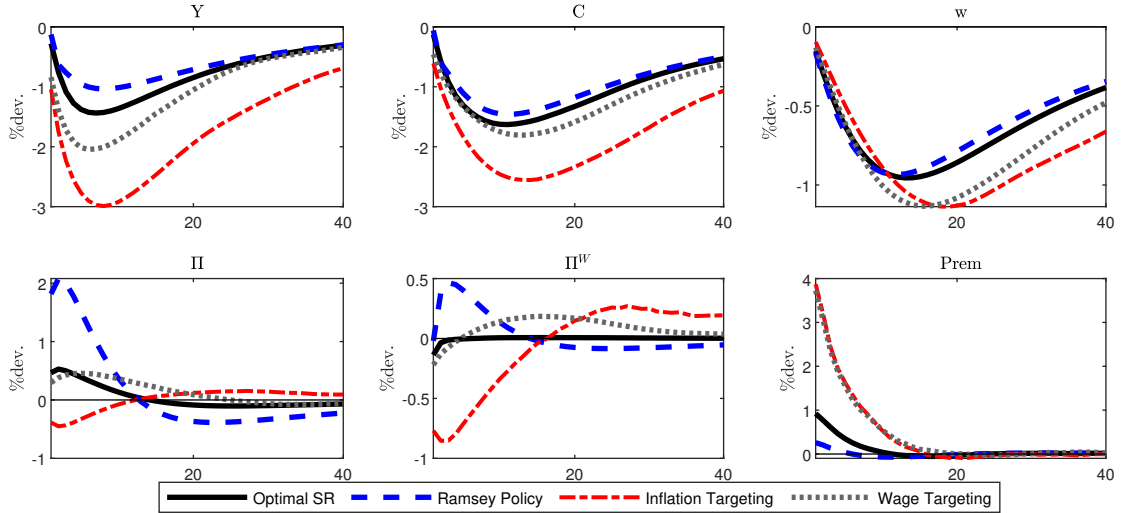 Y C w
0 0 0
%dev. -1 %dev. -1 %dev. -0.5
-2 -2 -1
-3 -3
20 40 20 40 20 40
Π Π^W Prem
2 0.5 4
%dev. 1 %dev. 0 %dev. 3
0 -0.5 2
-1 -1 1
0
20 40 20 40 20 40
Optimal SR Ramsey Policy Inflation Targeting Wage Targeting